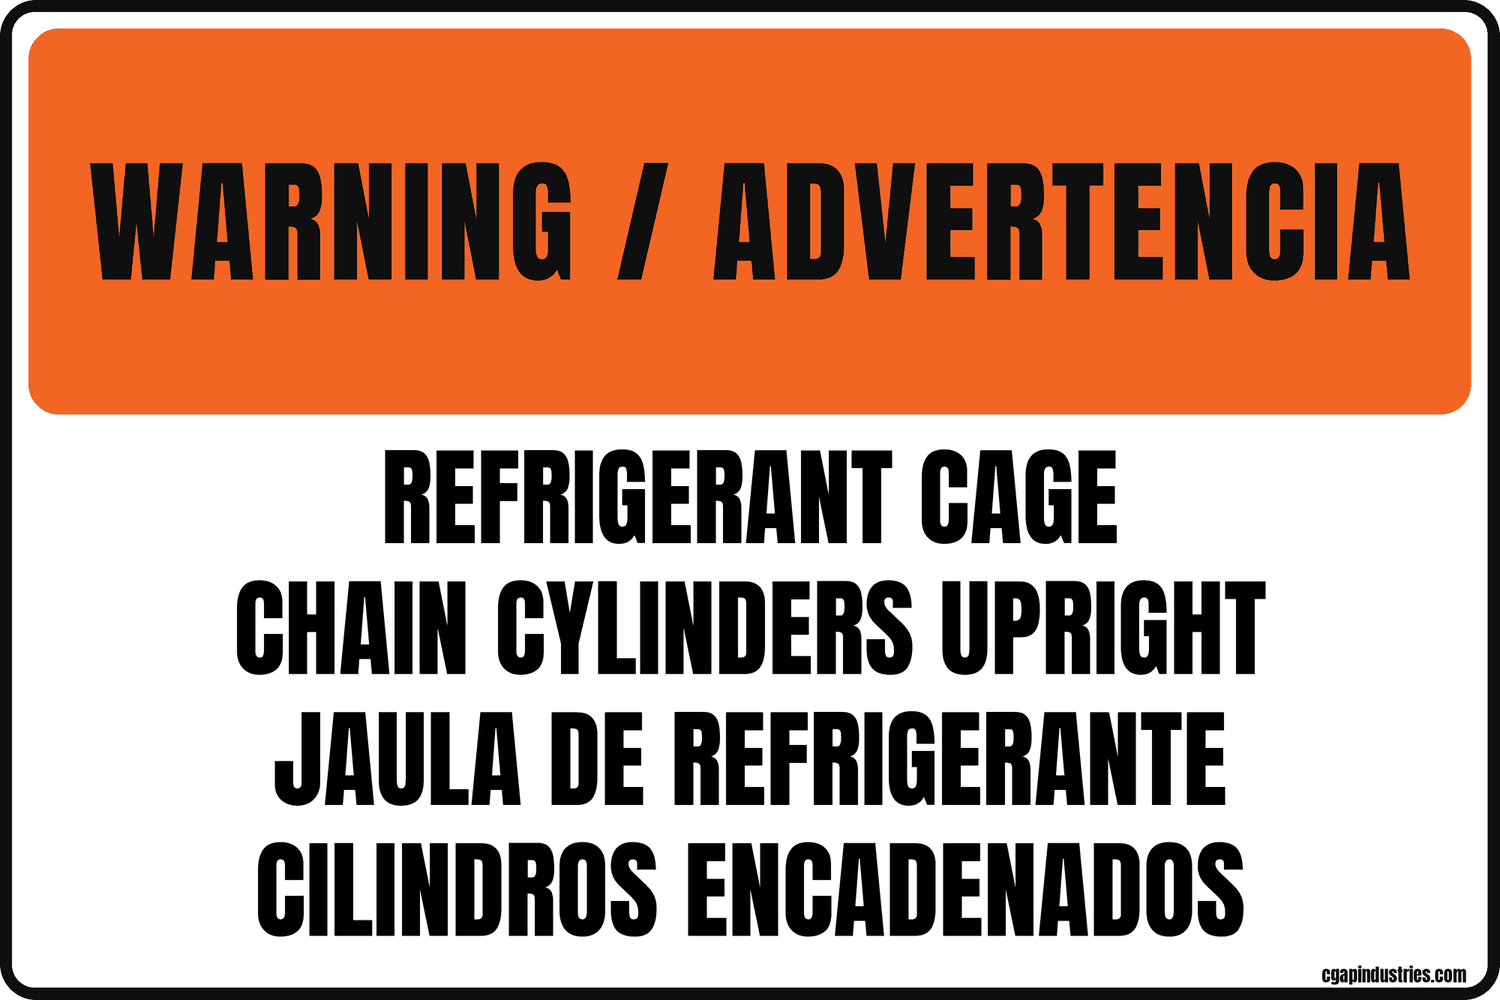 WARNING / ADVERTENCIA
REFRIGERANT CAGE
CHAIN CYLINDERS UPRIGHT
JAULA DE REFRIGERANTE
CILINDROS ENCADENADOS
cgapindustries.com